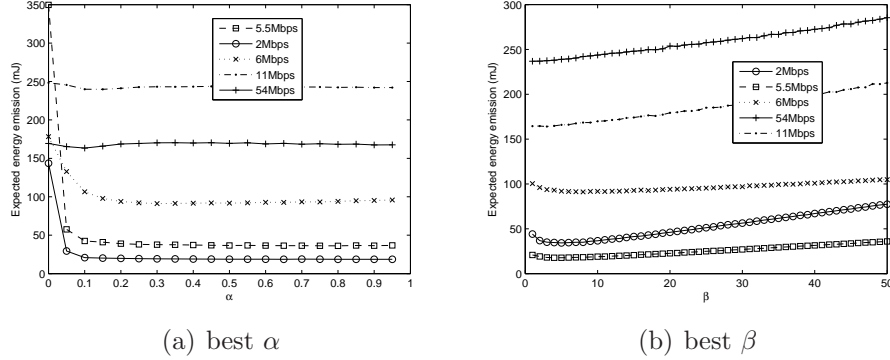 350
300
250
200
150
100
50
0
Expected energy emission (mJ)
0 0.1 0.2 0.3 0.4 0.5 0.6 0.7 0.8 0.9 1
α
5.5Mbps
2Mbps
6Mbps
11Mbps
54Mbps
(a) best α
300
250
200
150
100
50
0
Expected energy emission (mJ)
0 10 20 30 40 50
β
2Mbps
5.5Mbps
6Mbps
54Mbps
11Mbps
(b) best β